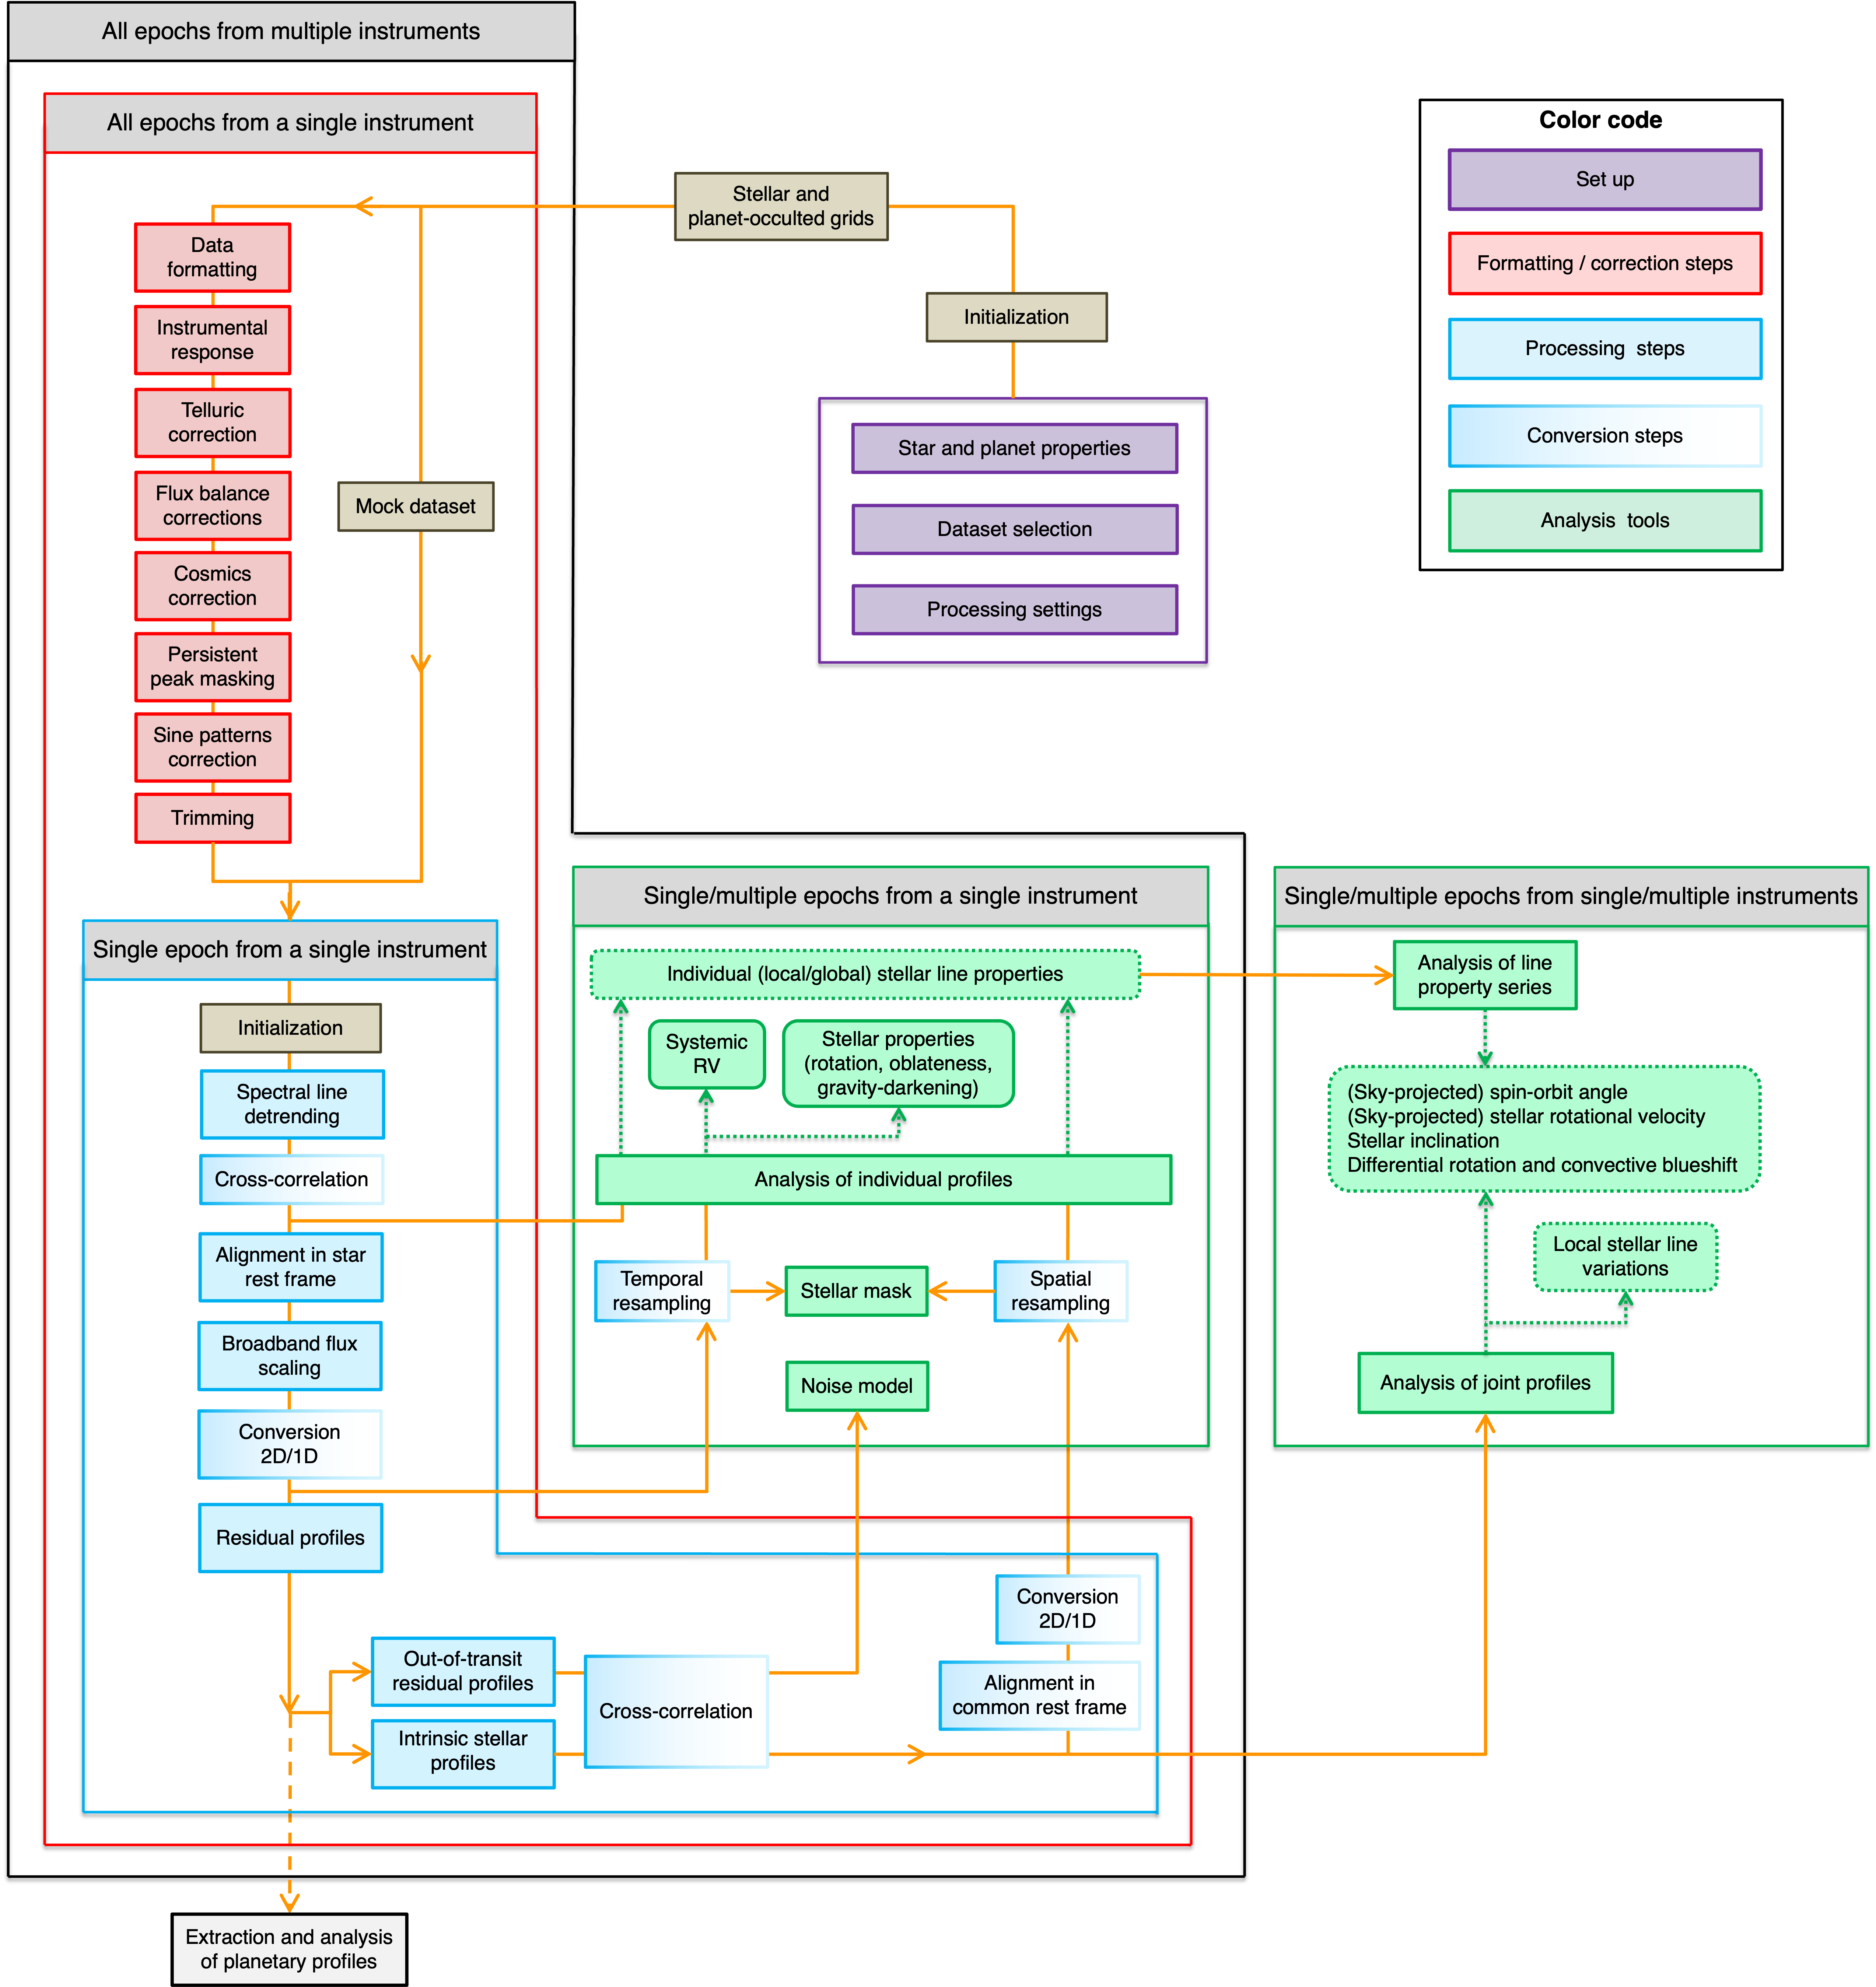 All epochs from multiple instruments
All epochs from a single instrument
Stellar and
planet-occulted grids
Initialization
Star and planet properties
Dataset selection
Processing settings
Color code
Set up
Formatting / correction steps
Processing steps
Conversion steps
Analysis tools
Data
formatting
Instrumental
response
Telluric
correction
Flux balance
corrections
Cosmics
correction
Persistent
peak masking
Sine patterns
correction
Trimming
Mock dataset
Single epoch from a single instrument
Initialization
Spectral line
detrending
Cross-correlation
Alignment in star
rest frame
Broadband flux
scaling
Conversion
2D/1D
Residual profiles
Out-of-transit
residual profiles
Intrinsic stellar
profiles
Cross-correlation
Conversion
2D/1D
Alignment in
common rest frame
Single/multiple epochs from a single instrument
Individual (local/global) stellar line properties
Systemic
RV
Stellar properties
(rotation, oblateness,
gravity-darkening)
Analysis of individual profiles
Temporal
resampling
Stellar mask
Spatial
resampling
Noise model
Single/multiple epochs from single/multiple instruments
Analysis of line
property series
(Sky-projected) spin-orbit angle
(Sky-projected) stellar rotational velocity
Stellar inclination
Differential rotation and convective blueshift
Local stellar line
variations
Analysis of joint profiles
Extraction and analysis
of planetary profiles